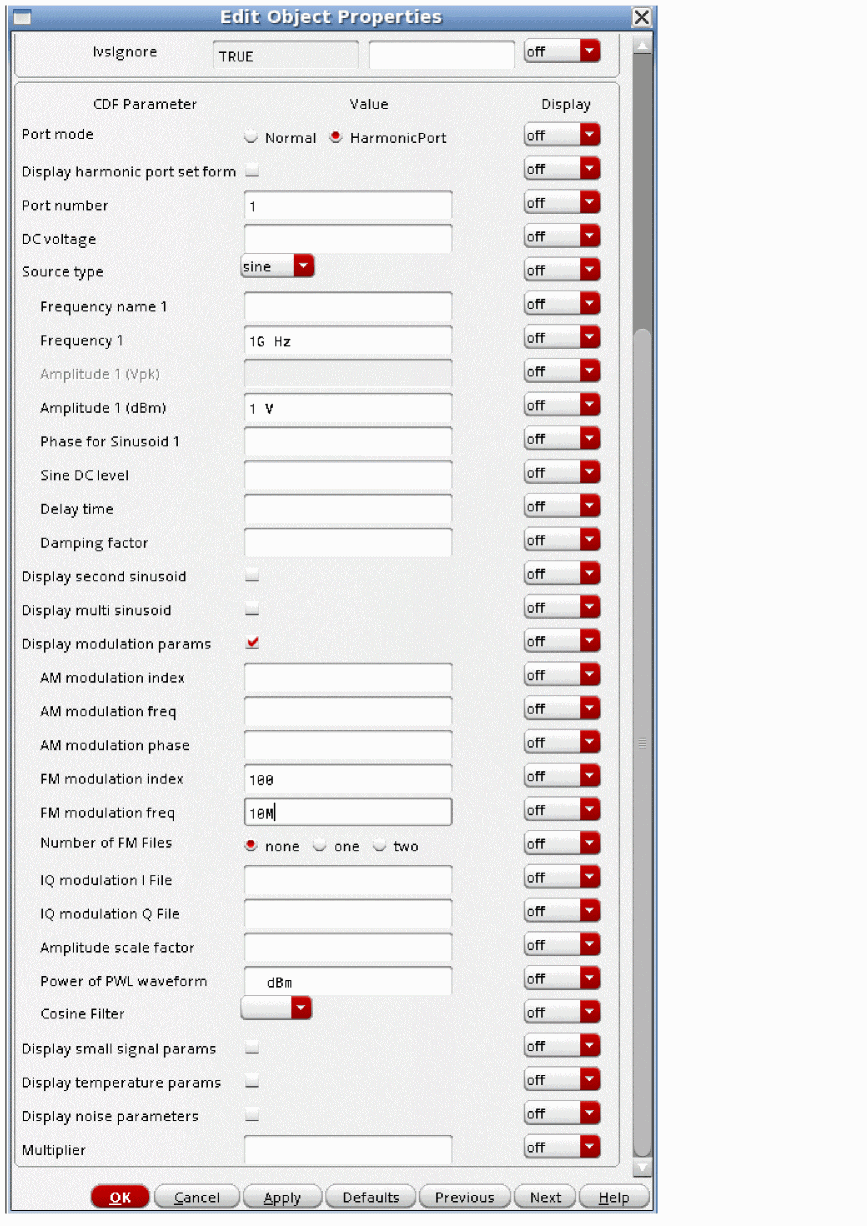 Edit Object Properties
lvsIgnore TRUE off
CDF Parameter Value Display
Port mode Normal HarmonicPort off
Display harmonic port set form off
Port number 1 off
DC voltage off
Source type sine off
Frequency name 1 off
Frequency 1 1G Hz off
Amplitude 1 (Vpk) off
Amplitude 1 (dBm) 1 V off
Phase for Sinusoid 1 off
Sine DC level off
Delay time off
Damping factor off
Display second sinusoid off
Display multi sinusoid off
Display modulation params off
AM modulation index off
AM modulation freq off
AM modulation phase off
FM modulation index 100 off
FM modulation freq 10M off
Number of FM Files none one two off
IQ modulation I File off
IQ modulation Q File off
Amplitude scale factor off
Power of PWL waveform dBm off
Cosine Filter off
Display small signal params off
Display temperature params off
Display noise parameters off
Multiplier off
OK Cancel Apply Defaults Previous Next Help